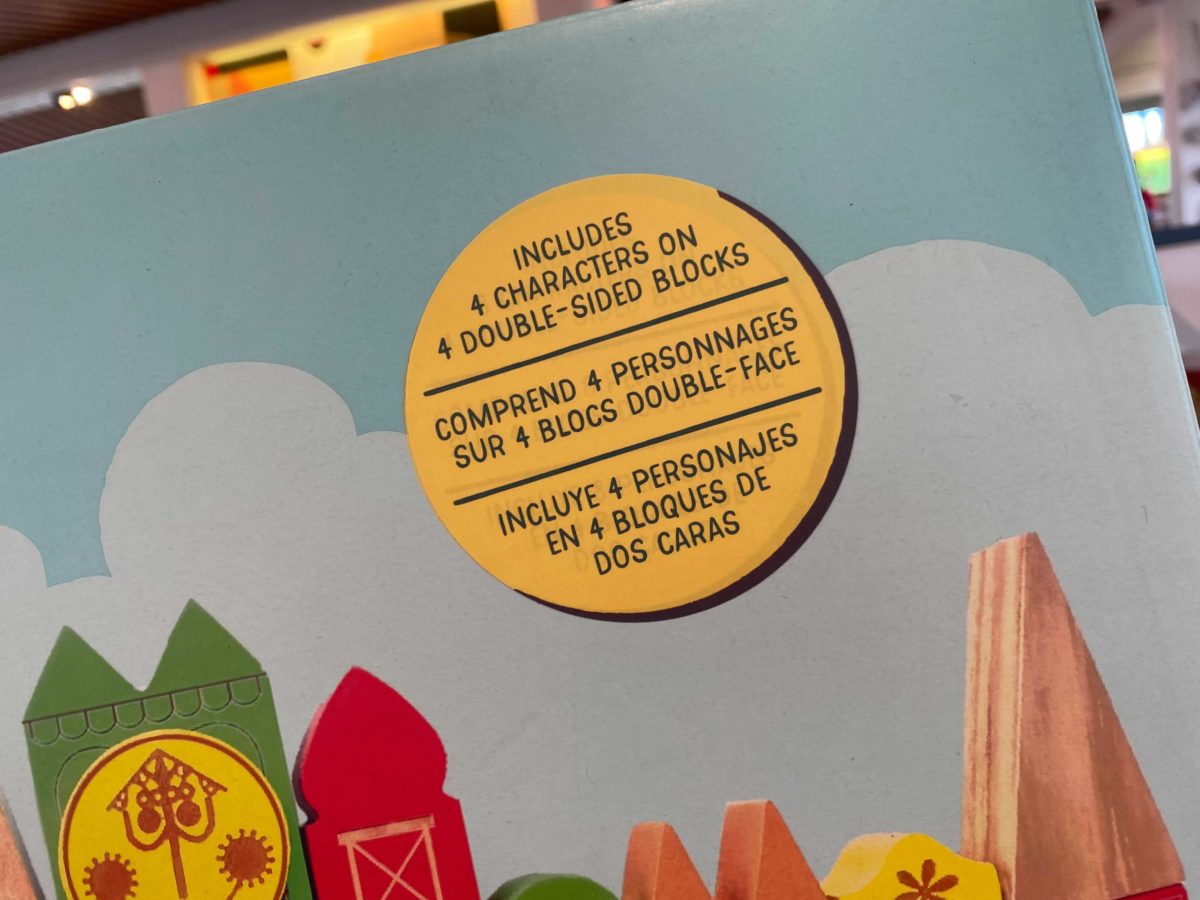 INCLUDES
4 CHARACTERS ON
4 DOUBLE-SIDED BLOCKS
COMPREND 4 PERSONNAGES
SUR 4 BLOCS DOUBLE-FACE
INCLUYE 4 PERSONAJES
EN 4 BLOQUES DE
DOS CARAS